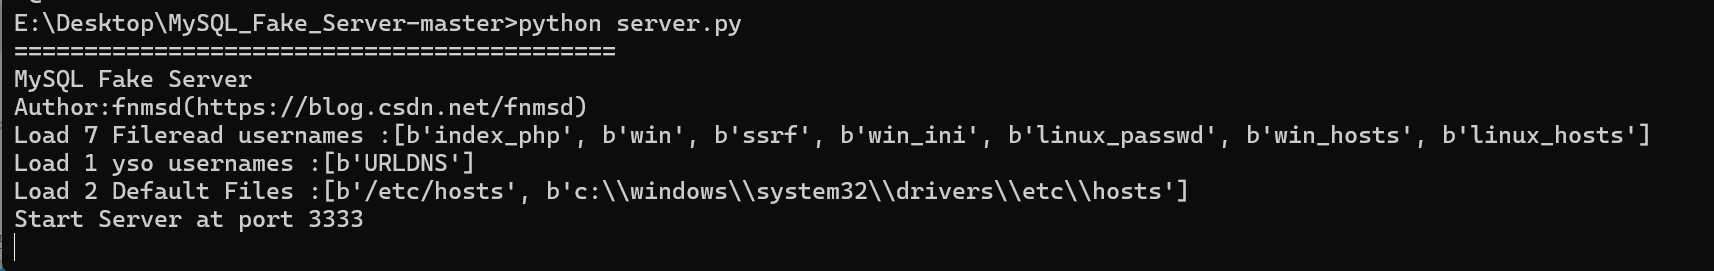 E:\Desktop\MySQL_Fake_Server-master>python server.py
===========================================
MySQL Fake Server
Author:fnmsd(https://blog.csdn.net/fnmsd)
Load 7 Fileread usernames :[b'index_php', b'win', b'ssrf', b'win_ini', b'linux_passwd', b'win_hosts', b'linux_hosts']
Load 1 yso usernames :[b'URLDNS']
Load 2 Default Files :[b'/etc/hosts', b'c:\\windows\\system32\\drivers\\etc\\hosts']
Start Server at port 3333